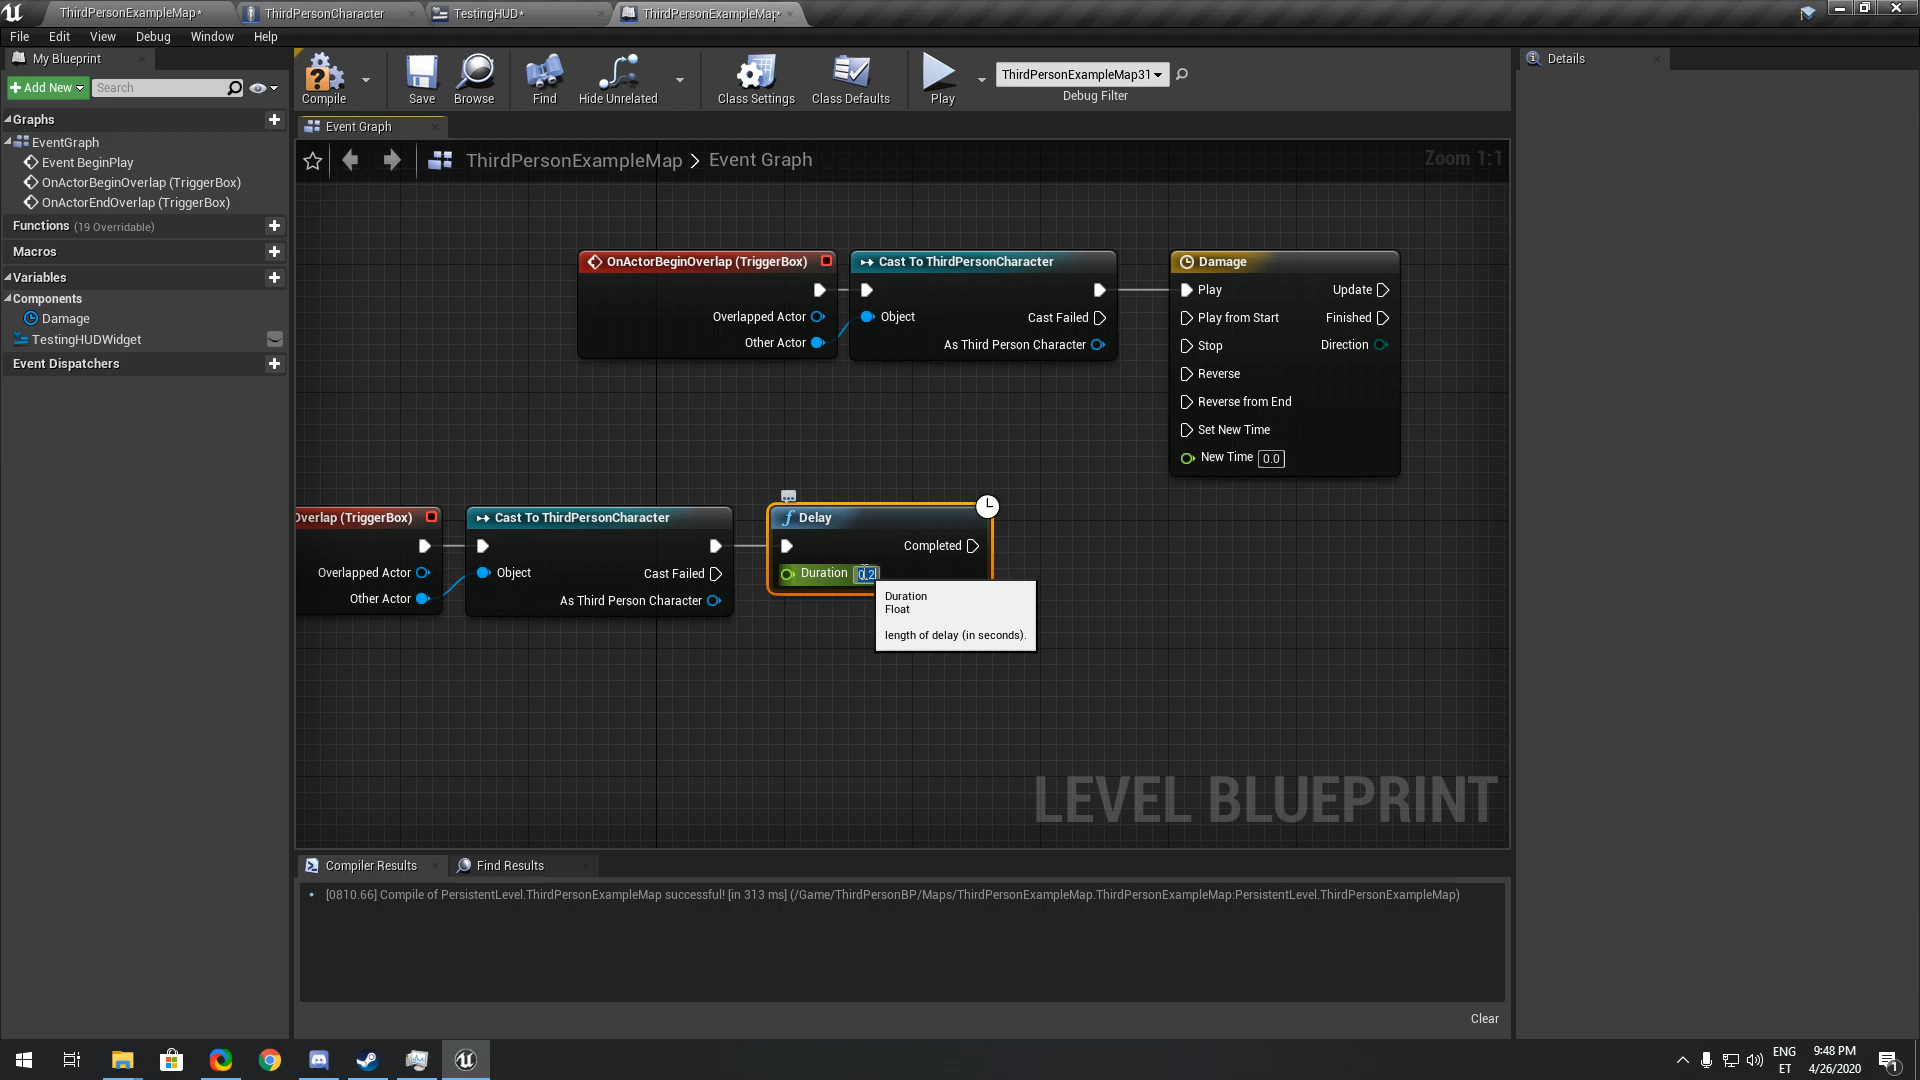 ThirdPersonExampleMap*
ThirdPersonCharacter
TestingHUD*
ThirdPersonExampleMap*
File Edit View Debug Window Help
My Blueprint
Details
Add New
Search
Compile
Save
Browse
Find
Hide Unrelated
Class Settings
Class Defaults
Play
ThirdPersonExampleMap31
Debug Filter
Graphs
EventGraph
Event BeginPlay
OnActorBeginOverlap (TriggerBox)
OnActorEndOverlap (TriggerBox)
Functions (19 Overridable)
Macros
Variables
Components
Damage
TestingHUDWidget
Event Dispatchers
Event Graph
ThirdPersonExampleMap > Event Graph
Zoom 1:1
OnActorBeginOverlap (TriggerBox)
Overlapped Actor
Other Actor
Cast To ThirdPersonCharacter
Object
Cast Failed
As Third Person Character
Damage
Play
Update
Play from Start
Finished
Stop
Direction
Reverse
Reverse from End
Set New Time
New Time 0.0
Overlap (TriggerBox)
Overlapped Actor
Other Actor
Cast To ThirdPersonCharacter
Object
Cast Failed
As Third Person Character
f Delay
Completed
Duration 0.2
Duration
Float
length of delay (in seconds).
LEVEL BLUEPRINT
Compiler Results
Find Results
[0810.66] Compile of PersistentLevel.ThirdPersonExampleMap successful! [in 313 ms] (/Game/ThirdPersonBP/Maps/ThirdPersonExampleMap.ThirdPersonExampleMap:PersistentLevel.ThirdPersonExampleMap)
Clear
ENG
ET
9:48 PM
4/26/2020
1